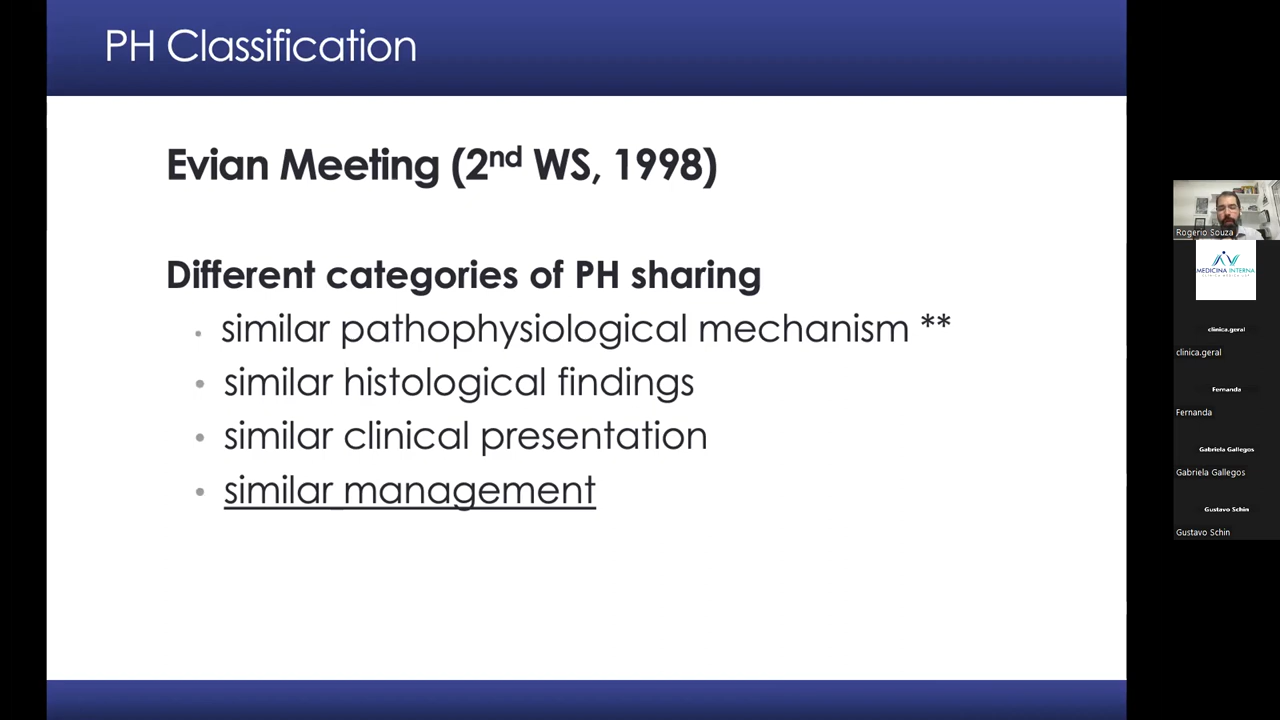 PH Classification
Evian Meeting (2nd WS, 1998)
Different categories of PH sharing
• similar pathophysiological mechanism **
• similar histological findings
• similar clinical presentation
• similar management
Rogerio Souza
MEDICINA INTERNA
clinica.geral
clinica.geral
Fernanda
Fernanda
Gabriela Gallegos
Gabriela Gallegos
Gustavo Schin
Gustavo Schin